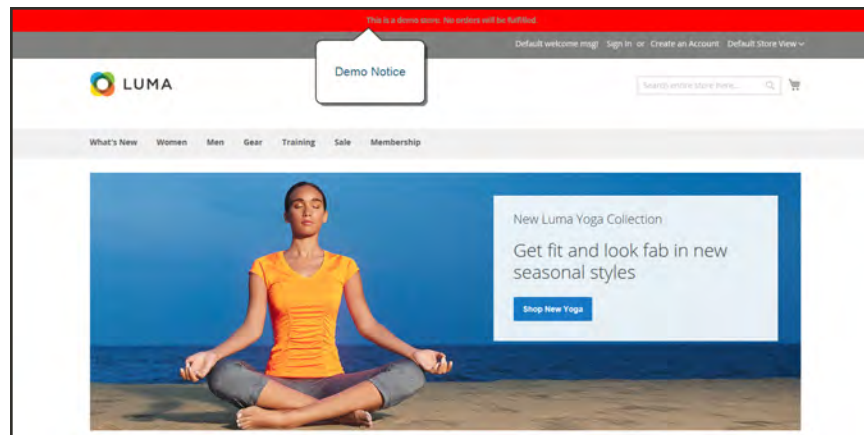 This is a demo store. No orders will be fulfilled.
Default welcome msg! Sign In or Create an Account Default Store View
Demo Notice
LUMA
Search entire store here...
What's New Women Men Gear Training Sale Membership
New Luma Yoga Collection
Get fit and look fab in new
seasonal styles
Shop New Yoga